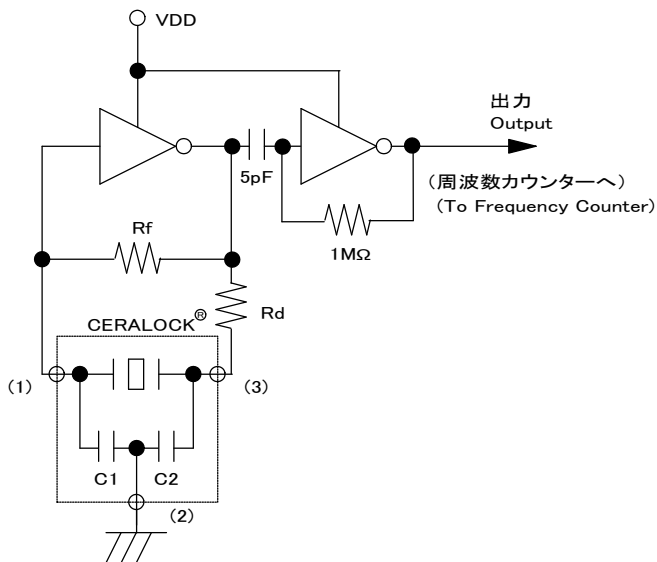 VDD
出力
Output
5pF
(周波数カウンターへ)
(To Frequency Counter)
Rf
1MΩ
Rd
CERALOCK®
(1)
(3)
C1
C2
(2)